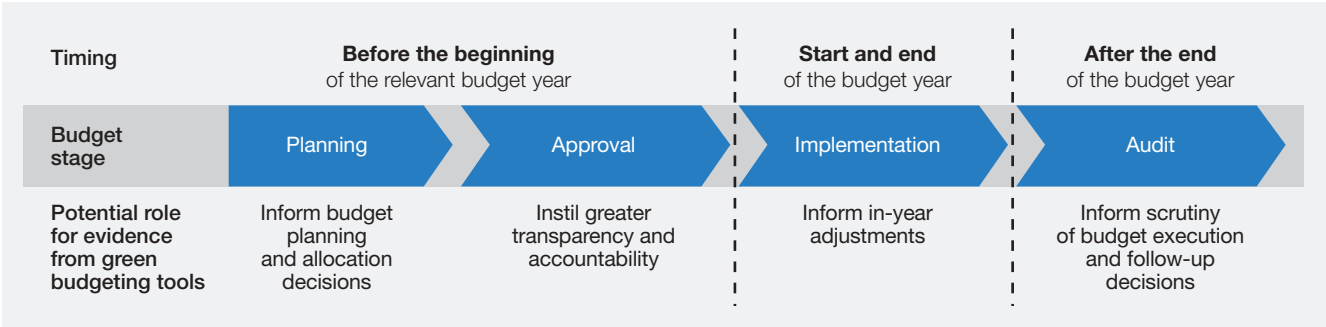 Timing
Before the beginning
of the relevant budget year
Start and end
of the budget year
After the end
of the budget year
Budget
stage
Planning
Approval
Implementation
Audit
Potential role
for evidence
from green
budgeting tools
Inform budget
planning
and allocation
decisions
Instil greater
transparency and
accountability
Inform in-year
adjustments
Inform scrutiny
of budget execution
and follow-up
decisions